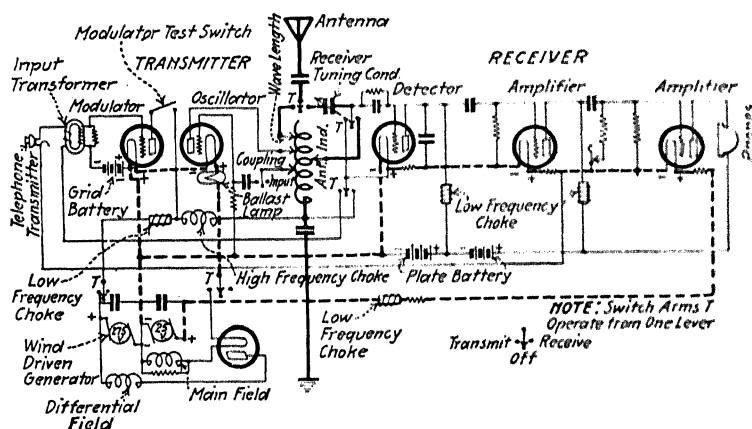 Antenna
Modulator Test Switch
TRANSMITTER
Input
Transformer
Modulator
Oscillator
Wave Length
Receiver
Tuning Cond.
RECEIVER
Detector
Amplifier
Amplifier
Phones
Telephone
Transmitter
Grid
Battery
Coupling
Input
Ant. Ind.
Ballast
Lamp
T
T
T
T
T
Low Frequency
Choke
Low
Frequency
Choke
High Frequency Choke
Plate Battery
Low
Frequency
Choke
NOTE: Switch Arms T
Operate from One Lever
Transmit
Receive
Off
275
25
Wind
Driven
Generator
Main Field
Differential
Field